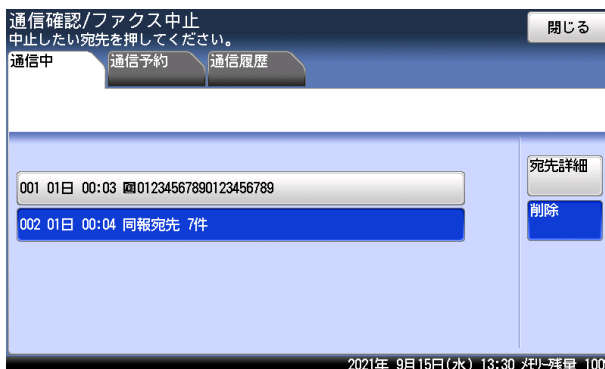 通信確認/ファクス中止
中止したい宛先を押してください。
閉じる
通信中
通信予約
通信履歴
001 01日 00:03 01234567890123456789
002 01日 00:04 同報宛先 7件
宛先詳細
削除
2021年 9月15日(水) 13:30 メモリー残量 100